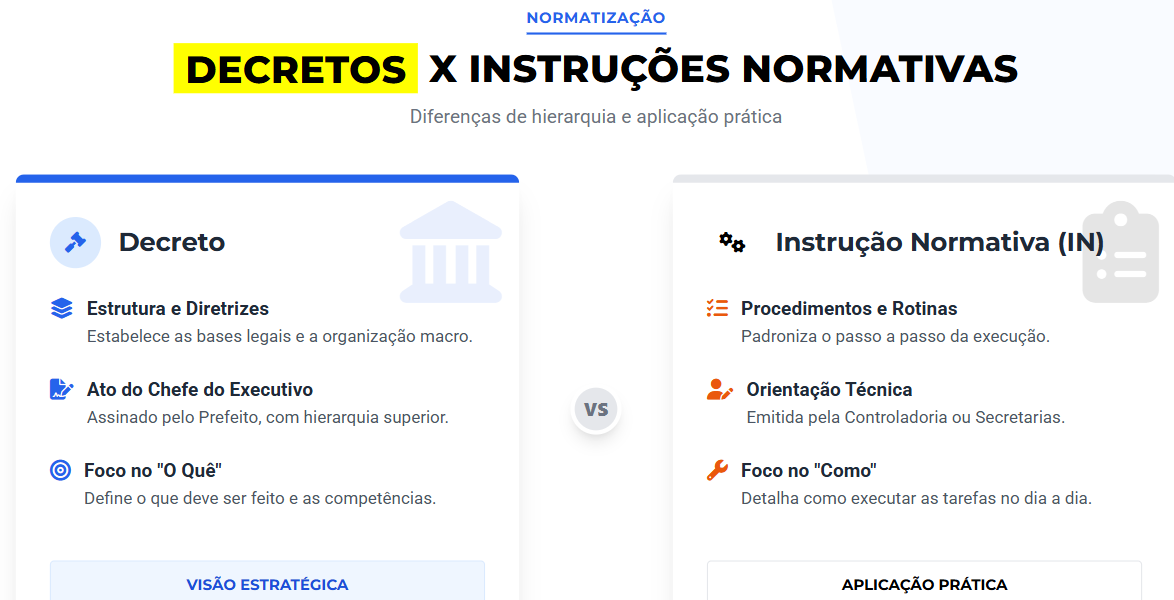 NORMATIZAÇÃO
DECRETOS X INSTRUÇÕES NORMATIVAS
Diferenças de hierarquia e aplicação prática
Decreto
Estrutura e Diretrizes
Estabelece as bases legais e a organização macro.
Ato do Chefe do Executivo
Assinado pelo Prefeito, com hierarquia superior.
Foco no "O Quê"
Define o que deve ser feito e as competências.
VISÃO ESTRATÉGICA
VS
Instrução Normativa (IN)
Procedimentos e Rotinas
Padroniza o passo a passo da execução.
Orientação Técnica
Emitida pela Controladoria ou Secretarias.
Foco no "Como"
Detalha como executar as tarefas no dia a dia.
APLICAÇÃO PRÁTICA